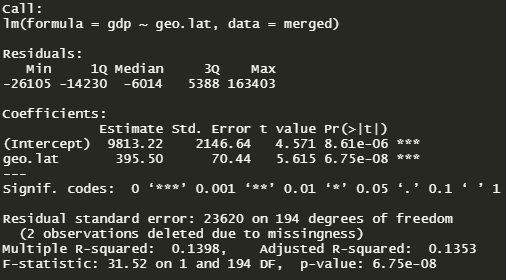 Call:
lm(formula = gdp ~ geo.lat, data = merged)
Residuals:
Min 1Q Median 3Q Max
-26105 -14230 -6014 5388 163403
Coefficients:
Estimate Std. Error t value Pr(>|t|)
(Intercept) 9813.22 2146.64 4.571 8.61e-06 ***
geo.lat 395.50 70.44 5.615 6.75e-08 ***
---
Signif. codes: 0 ‘***’ 0.001 ‘**’ 0.01 ‘*’ 0.05 ‘.’ 0.1 ‘ ’ 1
Residual standard error: 23620 on 194 degrees of freedom
(2 observations deleted due to missingness)
Multiple R-squared: 0.1398, Adjusted R-squared: 0.1353
F-statistic: 31.52 on 1 and 194 DF, p-value: 6.75e-08